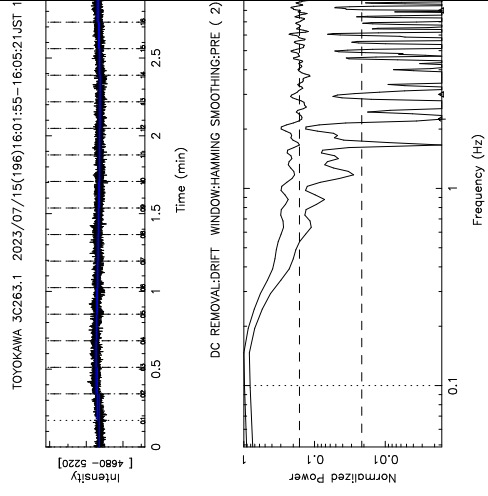 TOYOKAWA 3C263.1 2023/07/15(196)16:01:55-16:05:21JST 1
Intensity
[ 4680- 5220]
0
0.5
1
1.5
2
2.5
Time (min)
DC REMOVAL:DRIFT WINDOW:HAMMING SMOOTHING:PRE ( 2)
Normalized Power
1
0.1
0.01
0.1
1
Frequency (Hz)